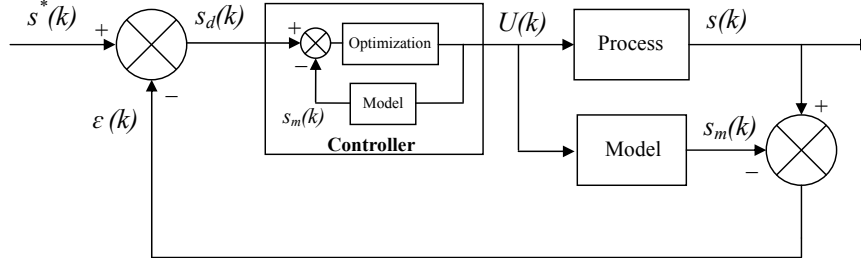 s*(k)
+
−
s_d(k)
ε(k)
+
−
Optimization
Model
s_m(k)
Controller
U(k)
Process
s(k)
Model
s_m(k)
+
−